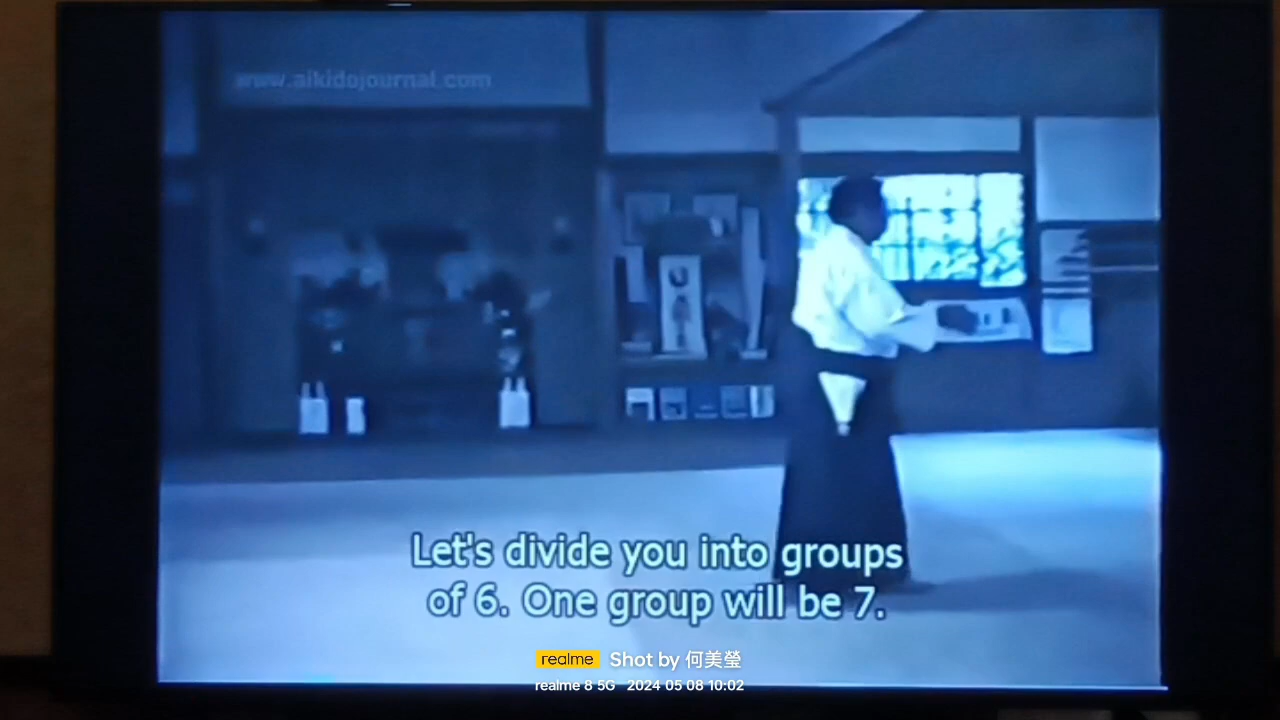 www.aikidojournal.com
Let's divide you into groups
of 6. One group will be 7.
realme Shot by 何美瑩
realme 8 5G 2024 05 08 10:02